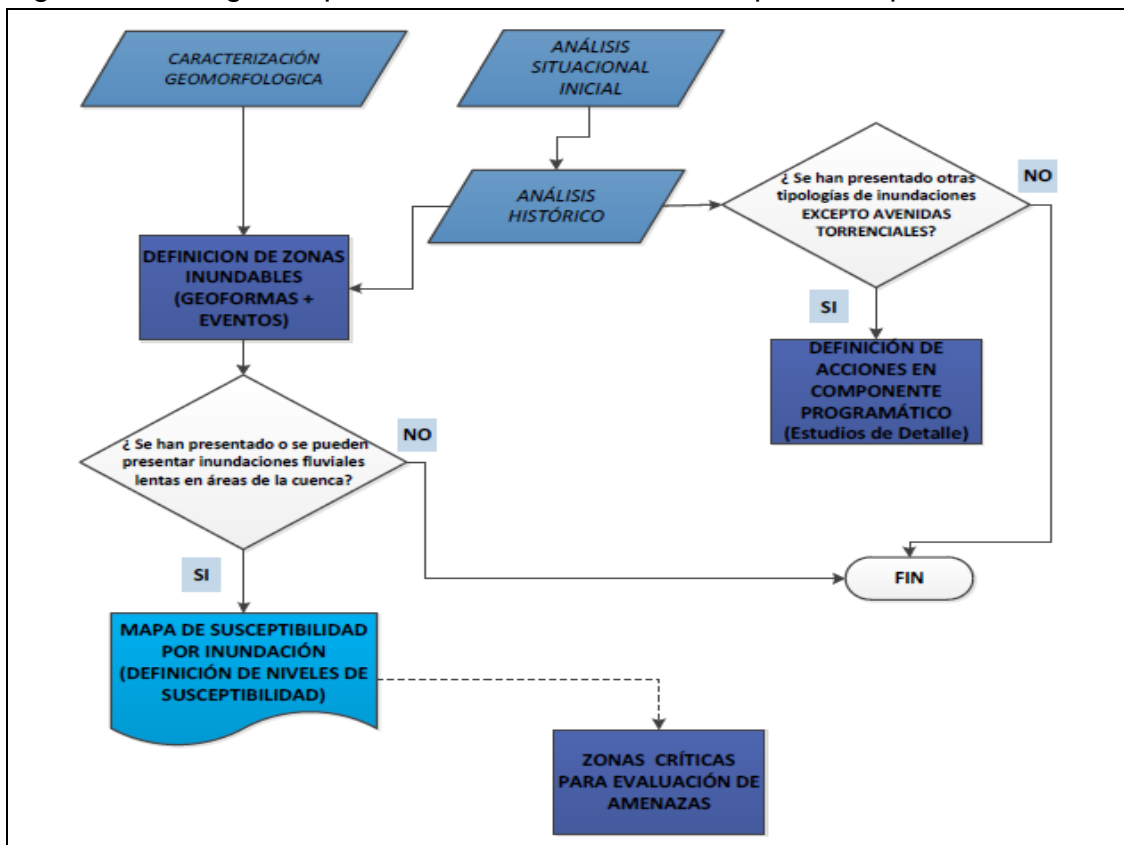 CARACTERIZACIÓN
GEOMORFOLOGICA
ANÁLISIS
SITUACIONAL
INICIAL
ANÁLISIS
HISTÓRICO
¿ Se han presentado otras
tipologías de inundaciones
EXCEPTO AVENIDAS
TORRENCIALES?
NO
DEFINICION DE ZONAS
INUNDABLES
(GEOFORMAS +
EVENTOS)
SI
DEFINICIÓN DE
ACCIONES EN
COMPONENTE
PROGRAMÁTICO
(Estudios de Detalle)
¿ Se han presentado o se pueden
presentar inundaciones fluviales
lentas en áreas de la cuenca?
NO
SI
FIN
MAPA DE SUSCEPTIBILIDAD
POR INUNDACIÓN
(DEFINICIÓN DE NIVELES DE
SUSCEPTIBILIDAD)
ZONAS CRÍTICAS
PARA EVALUACIÓN DE
AMENAZAS